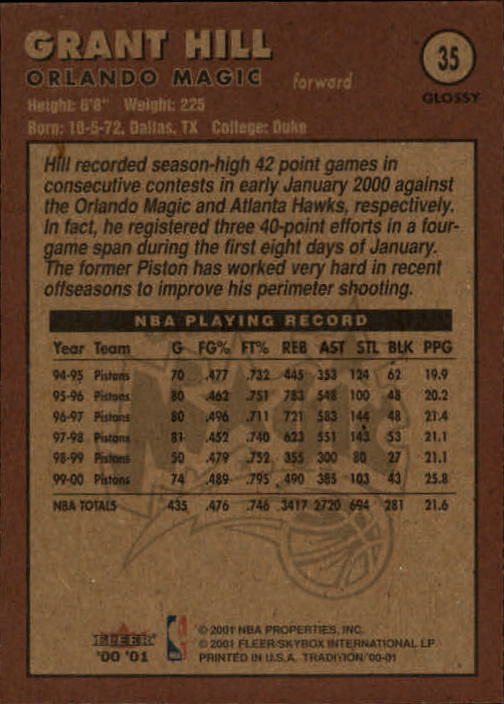 GRANT HILL
35
ORLANDO MAGIC forward
GLOSSY
Height: 6'8" Weight: 225
Born: 10-5-72, Dallas, TX College: Duke
Hill recorded season-high 42 point games in
consecutive contests in early January 2000 against
the Orlando Magic and Atlanta Hawks, respectively.
In fact, he registered three 40-point efforts in a four-
game span during the first eight days of January.
The former Piston has worked very hard in recent
offseasons to improve his perimeter shooting.
NBA PLAYING RECORD
Year Team G FG% FT% REB AST STL BLK PPG
94-95 Pistons 70 .477 .732 445 353 124 62 19.9
95-96 Pistons 80 .462 .751 783 548 100 48 20.2
96-97 Pistons 80 .496 .711 721 583 144 48 21.4
97-98 Pistons 81 .452 .740 623 551 143 53 21.1
98-99 Pistons 50 .479 .752 355 300 80 27 21.1
99-00 Pistons 74 .489 .795 490 385 103 43 25.8
NBA TOTALS 435 .476 .746 3417 2720 694 281 21.6
FLEER
'00 '01
NBA
© 2001 NBA PROPERTIES, INC.
© 2001 FLEER/SKYBOX INTERNATIONAL LP
PRINTED IN U.S.A. TRADITION '00-01